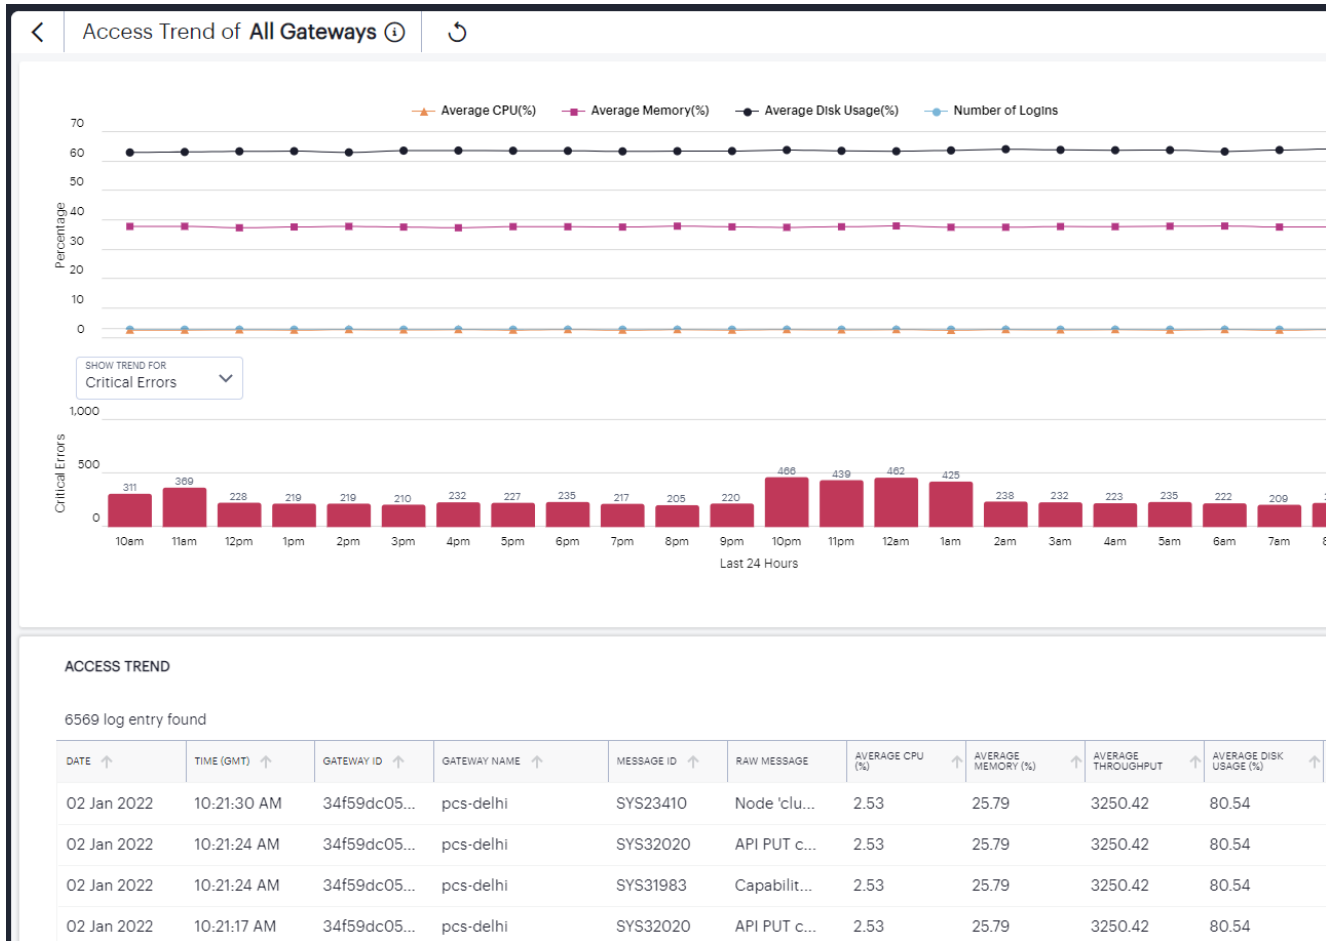 Access Trend of All Gateways
Average CPU(%) Average Memory(%) Average Disk Usage(%) Number of Logins
70
60
50
40
30
20
10
0
Percentage
SHOW TREND FOR
Critical Errors
1,000
500
0
Critical Errors
311 369 228 219 219 210 232 227 235 217 205 220 466 439 462 425 238 232 223 235 222 209
10am 11am 12pm 1pm 2pm 3pm 4pm 5pm 6pm 7pm 8pm 9pm 10pm 11pm 12am 1am 2am 3am 4am 5am 6am 7am
Last 24 Hours
ACCESS TREND
6569 log entry found
DATE TIME (GMT) GATEWAY ID GATEWAY NAME MESSAGE ID RAW MESSAGE AVERAGE CPU (%) AVERAGE MEMORY (%) AVERAGE THROUGHPUT AVERAGE DISK USAGE (%)
02 Jan 2022 10:21:30 AM 34f59dc05... pcs-delhi SYS23410 Node 'clu... 2.53 25.79 3250.42 80.54
02 Jan 2022 10:21:24 AM 34f59dc05... pcs-delhi SYS32020 API PUT c... 2.53 25.79 3250.42 80.54
02 Jan 2022 10:21:24 AM 34f59dc05... pcs-delhi SYS31983 Capabilit... 2.53 25.79 3250.42 80.54
02 Jan 2022 10:21:17 AM 34f59dc05... pcs-delhi SYS32020 API PUT c... 2.53 25.79 3250.42 80.54